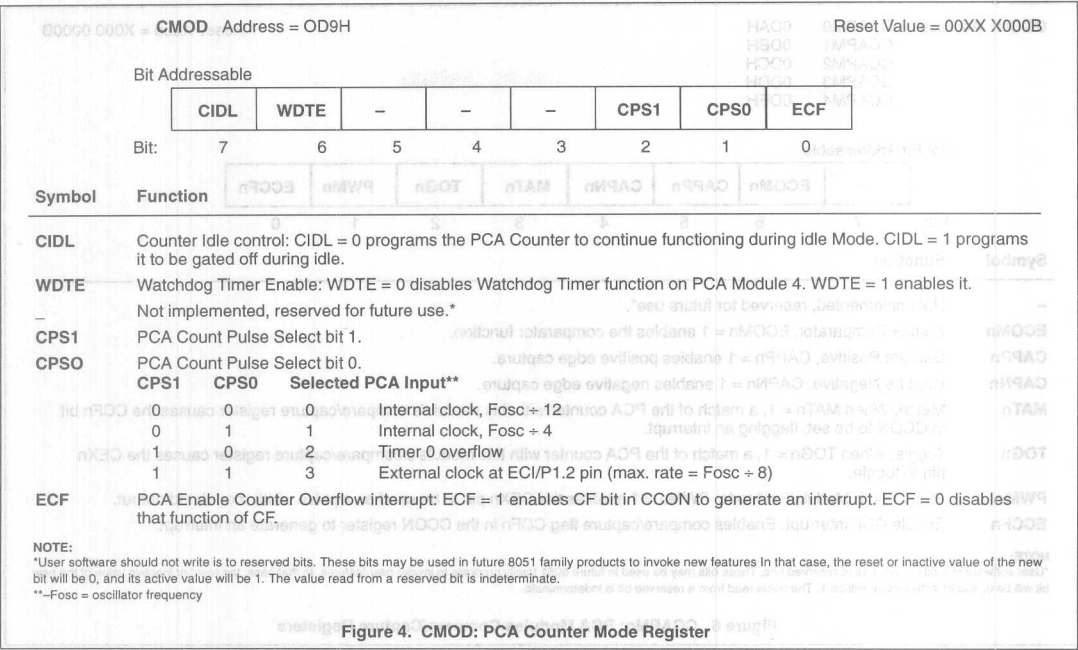 CMOD Address = OD9H Reset Value = 00XX X000B
Bit Addressable
CIDL WDTE – – – CPS1 CPS0 ECF
Bit: 7 6 5 4 3 2 1 0
Symbol Function
CIDL Counter Idle control: CIDL = 0 programs the PCA Counter to continue functioning during idle Mode. CIDL = 1 programs
it to be gated off during idle.
WDTE Watchdog Timer Enable: WDTE = 0 disables Watchdog Timer function on PCA Module 4. WDTE = 1 enables it.
– Not implemented, reserved for future use.*
CPS1 PCA Count Pulse Select bit 1.
CPSO PCA Count Pulse Select bit 0.
CPS1 CPS0 Selected PCA Input**
0 0 0 Internal clock, Fosc ÷ 12
0 1 1 Internal clock, Fosc ÷ 4
1 0 2 Timer 0 overflow
1 1 3 External clock at ECI/P1.2 pin (max. rate = Fosc ÷ 8)
ECF PCA Enable Counter Overflow interrupt: ECF = 1 enables CF bit in CCON to generate an interrupt. ECF = 0 disables
that function of CF.
NOTE:
*User software should not write is to reserved bits. These bits may be used in future 8051 family products to invoke new features In that case, the reset or inactive value of the new
bit will be 0, and its active value will be 1. The value read from a reserved bit is indeterminate.
**–Fosc = oscillator frequency
Figure 4. CMOD: PCA Counter Mode Register